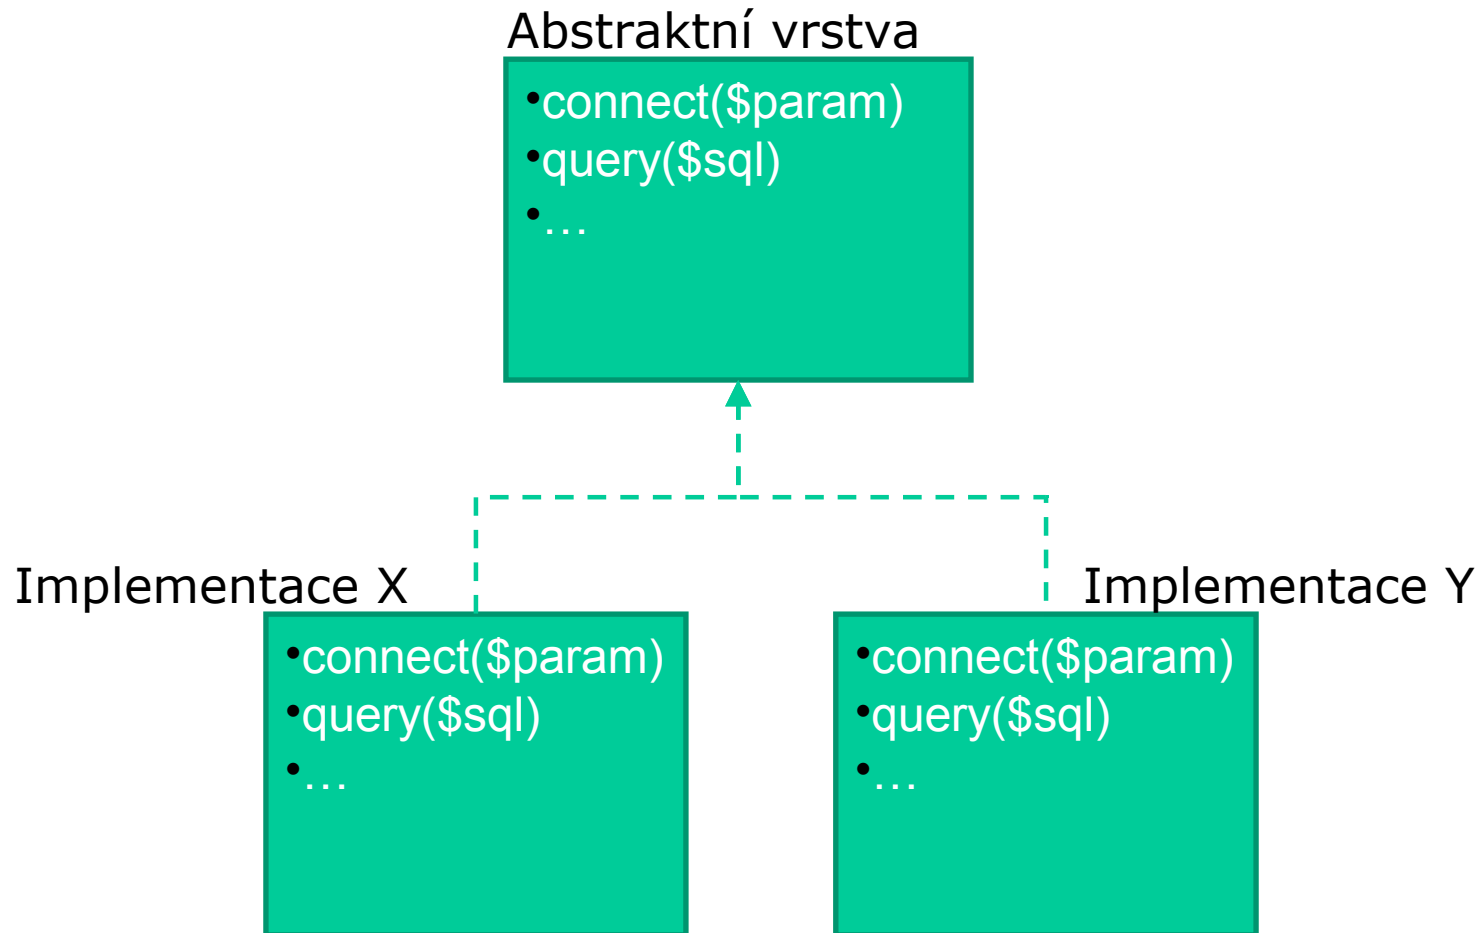 Abstraktní vrstva
•connect($param)
•query($sql)
•…
Implementace X
•connect($param)
•query($sql)
•…
Implementace Y
•connect($param)
•query($sql)
•…